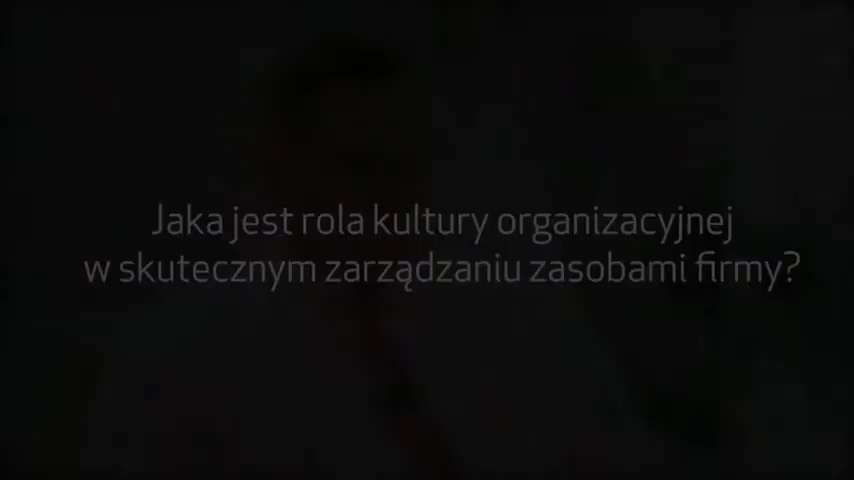 Jaka jest rola kultury organizacyjnej
w skutecznym zarządzaniu zasobami firmy?